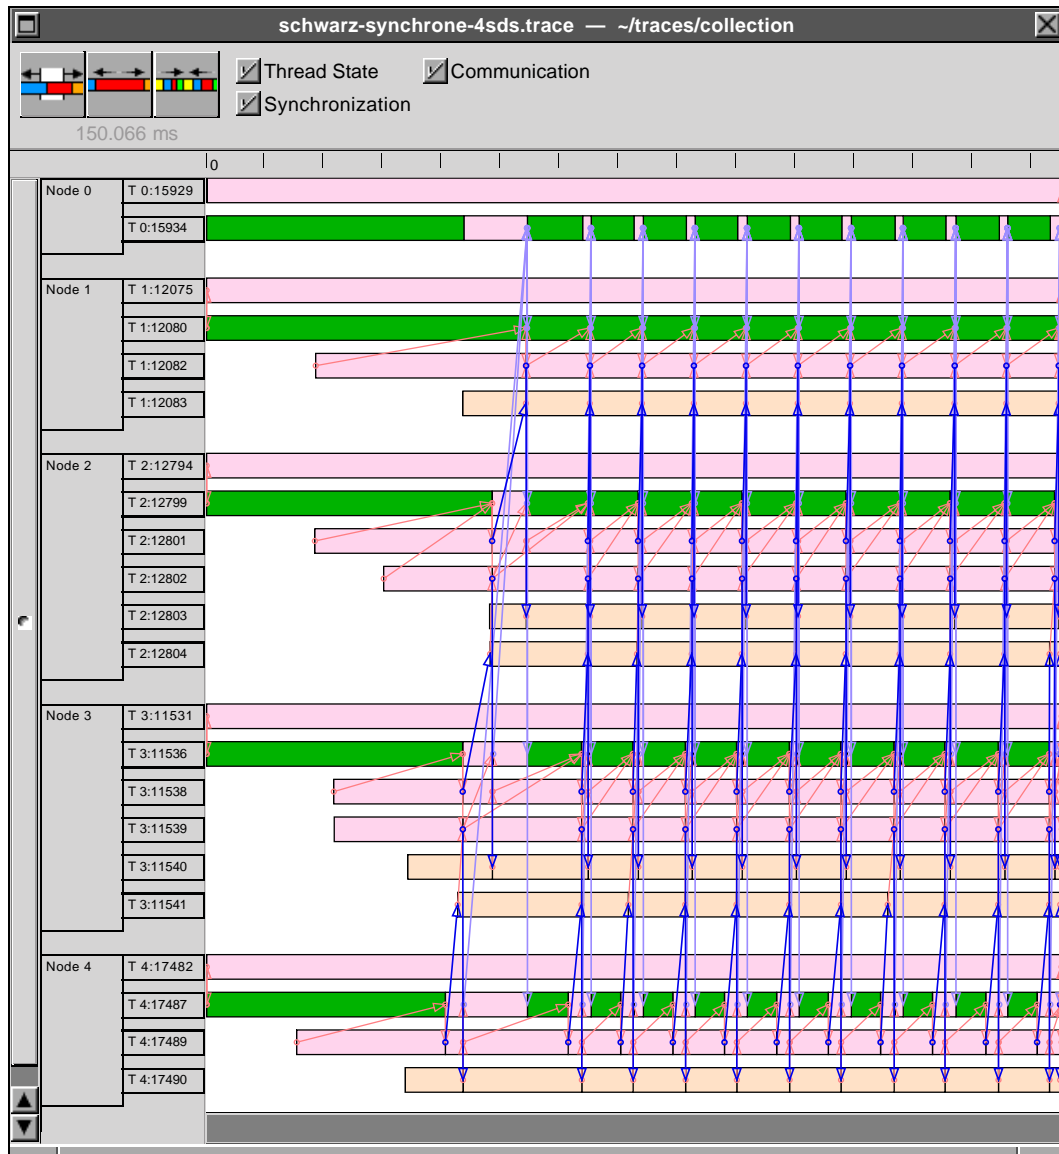 schwarz-synchrone-4sds.trace — ~/traces/collection
Thread State Communication
Synchronization
150.066 ms
0
Node 0 T 0:15929
T 0:15934
Node 1 T 1:12075
T 1:12080
T 1:12082
T 1:12083
Node 2 T 2:12794
T 2:12799
T 2:12801
T 2:12802
T 2:12803
T 2:12804
Node 3 T 3:11531
T 3:11536
T 3:11538
T 3:11539
T 3:11540
T 3:11541
Node 4 T 4:17482
T 4:17487
T 4:17489
T 4:17490